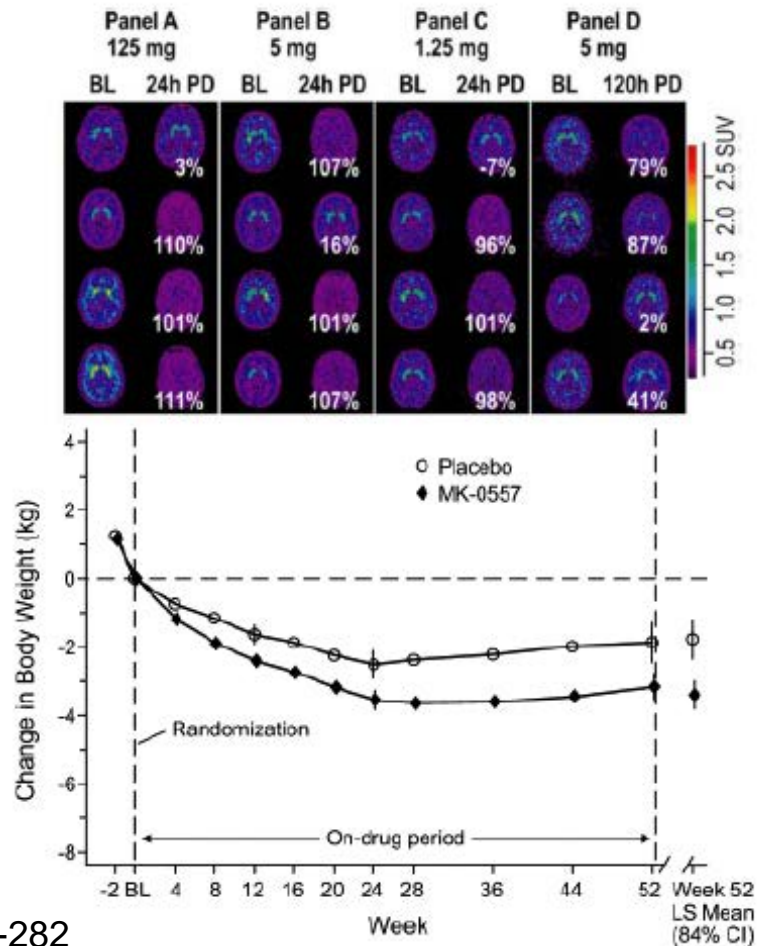 Panel A Panel B Panel C Panel D
125 mg 5 mg 1.25 mg 5 mg
BL 24h PD BL 24h PD BL 24h PD BL 120h PD
3% 107% -7% 79%
110% 16% 96% 87%
101% 101% 101% 2%
111% 107% 98% 41%
SUV
2.5
2.0
1.5
1.0
0.5
Change in Body Weight (kg)
4
2
0
-2
-4
-6
-8
Placebo
MK-0557
Randomization
On-drug period
-2 BL 4 8 12 16 20 24 28 36 44 52 Week 52
LS Mean
(84% CI)
Week
-282